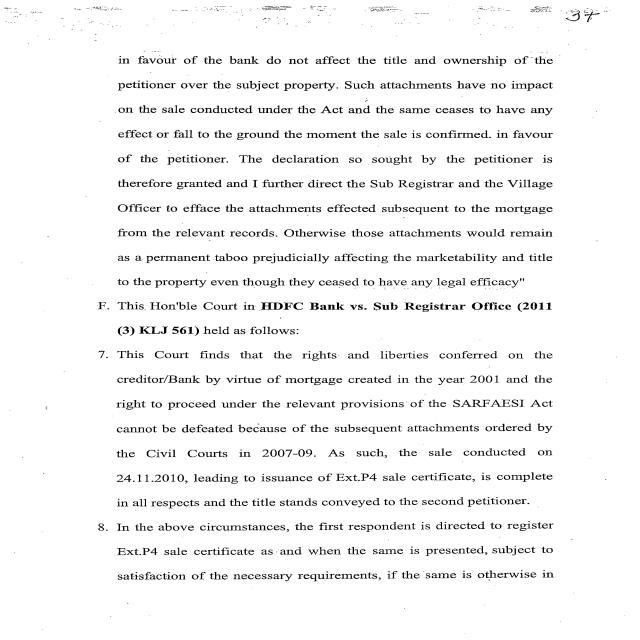 37
in favour of the bank do not affect the title and ownership of the
petitioner over the subject property. Such attachments have no impact
on the sale conducted under the Act and the same ceases to have any
effect or fall to the ground the moment the sale is confirmed. in favour
of the petitioner. The declaration so sought by the petitioner is
therefore granted and I further direct the Sub Registrar and the Village
Officer to efface the attachments effected subsequent to the mortgage
from the relevant records. Otherwise those attachments would remain
as a permanent taboo prejudicially affecting the marketability and title
to the property even though they ceased to have any legal efficacy"
F. This Hon'ble Court in HDFC Bank vs. Sub Registrar Office (2011
(3) KLJ 561) held as follows:
7. This Court finds that the rights and liberties conferred on the
creditor/Bank by virtue of mortgage created in the year 2001 and the
right to proceed under the relevant provisions of the SARFAESI Act
cannot be defeated because of the subsequent attachments ordered by
the Civil Courts in 2007-09. As such, the sale conducted on
24.11.2010, leading to issuance of Ext.P4 sale certificate, is complete
in all respects and the title stands conveyed to the second petitioner.
8. In the above circumstances, the first respondent is directed to register
Ext.P4 sale certificate as and when the same is presented, subject to
satisfaction of the necessary requirements, if the same is otherwise in